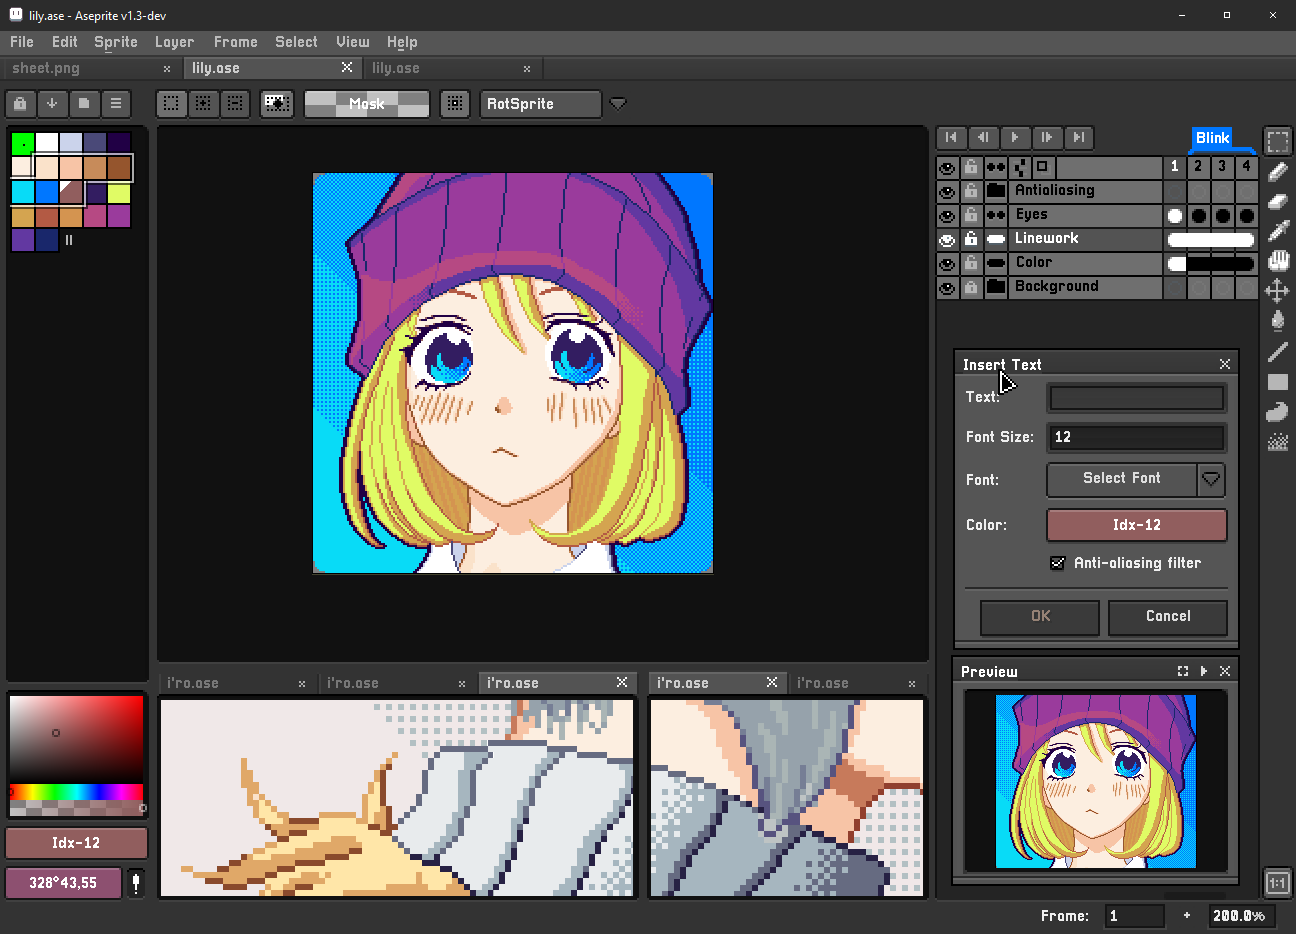 lily.ase - Aseprite v1.3-dev
File Edit Sprite Layer Frame Select View Help
sheet.png lily.ase lily.ase
Mask RotSprite
Blink
1 2 3 4
Antialiasing
Eyes
Linework
Color
Background
Insert Text
Text:
Font Size: 12
Font: Select Font
Color: Idx-12
Anti-aliasing filter
OK Cancel
i'ro.ase i'ro.ase i'ro.ase i'ro.ase i'ro.ase
Preview
Idx-12
328°43,55
1:1
Frame: 1 + 200.0%